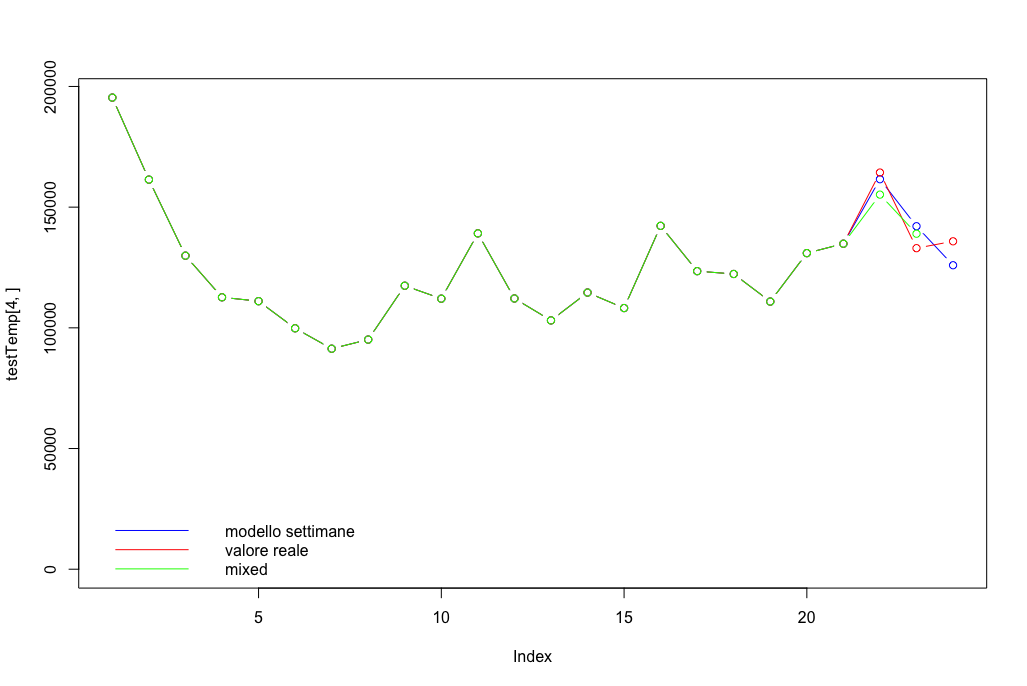 200000
150000
100000
50000
0
testTemp[4, ]
modello settimane
valore reale
mixed
5 10 15 20
Index